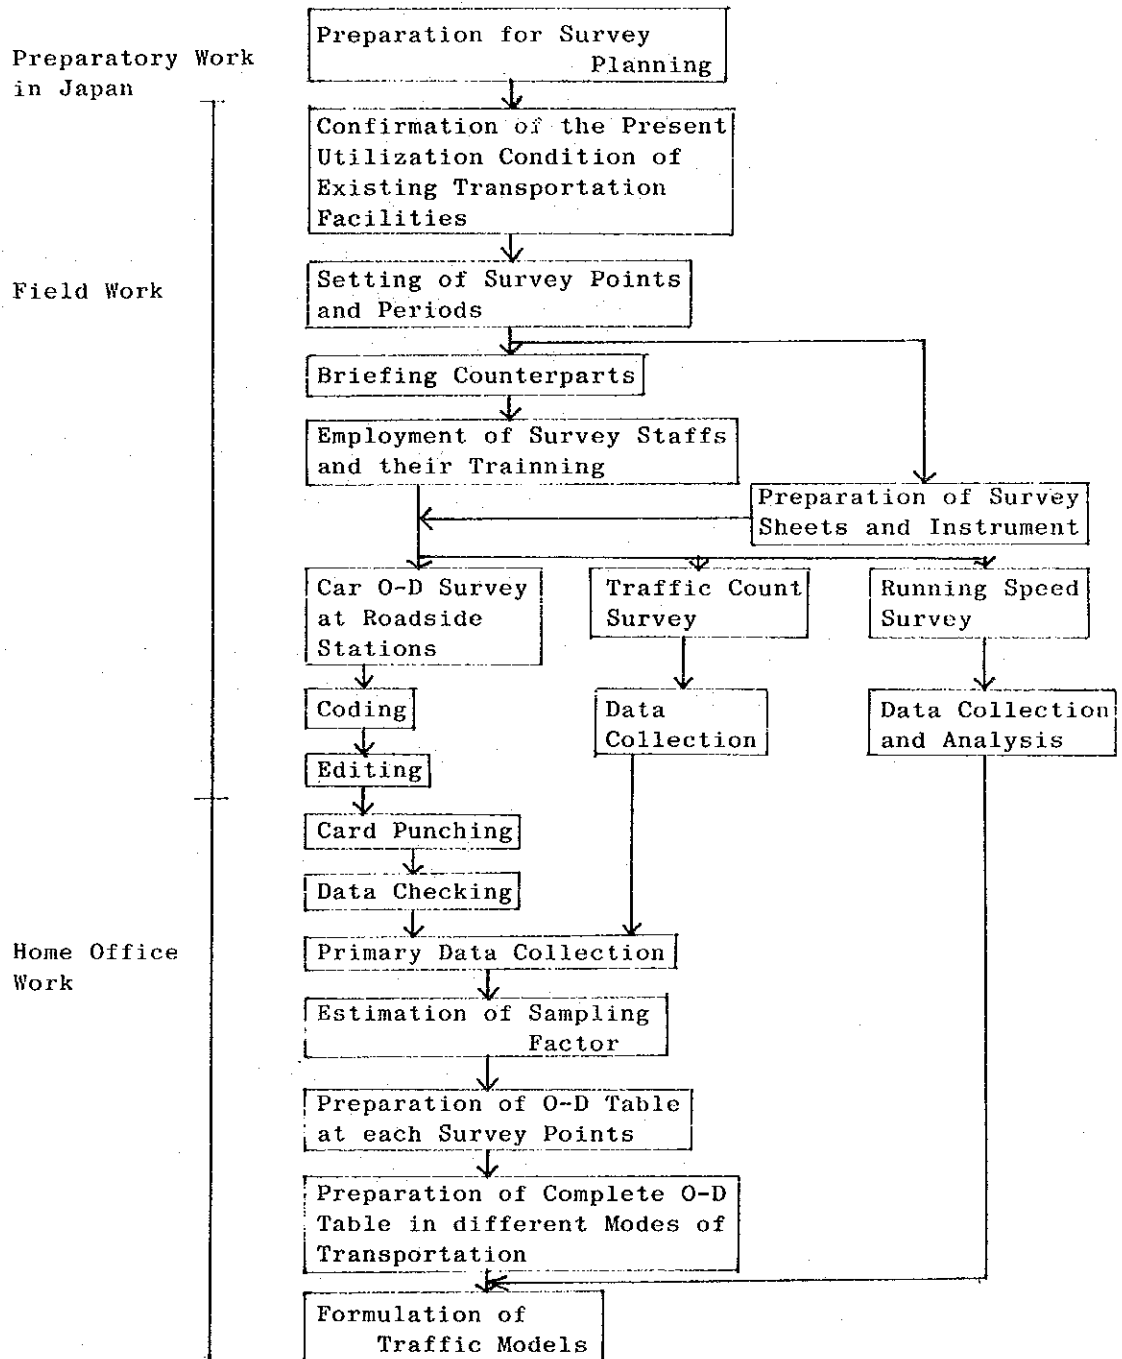 Preparatory Work
in Japan
Preparation for Survey
Planning
Confirmation of the Present
Utilization Condition of
Existing Transportation
Facilities
Field Work
Setting of Survey Points
and Periods
Briefing Counterparts
Employment of Survey Staffs
and their Trainning
Preparation of Survey
Sheets and Instrument
Car O-D Survey
at Roadside
Stations
Traffic Count
Survey
Running Speed
Survey
Coding
Data
Collection
Data Collection
and Analysis
Editing
Card Punching
Data Checking
Home Office
Work
Primary Data Collection
Estimation of Sampling
Factor
Preparation of O-D Table
at each Survey Points
Preparation of Complete O-D
Table in different Modes of
Transportation
Formulation of
Traffic Models